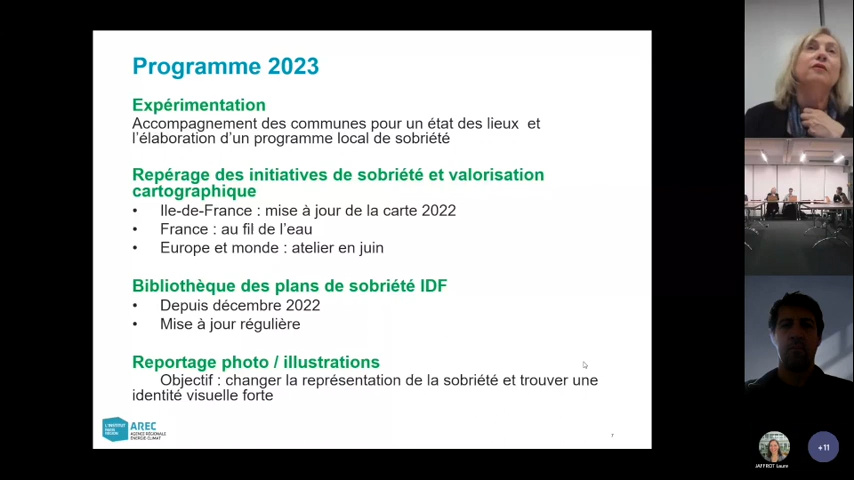 Programme 2023
Expérimentation
Accompagnement des communes pour un état des lieux et
l'élaboration d'un programme local de sobriété
Repérage des initiatives de sobriété et valorisation
cartographique
• Ile-de-France : mise à jour de la carte 2022
• France : au fil de l'eau
• Europe et monde : atelier en juin
Bibliothèque des plans de sobriété IDF
• Depuis décembre 2022
• Mise à jour régulière
Reportage photo / illustrations
Objectif : changer la représentation de la sobriété et trouver une
identité visuelle forte
L'INSTITUT PARIS REGION
AREC
AGENCE RÉGIONALE
ÉNERGIE-CLIMAT
7
JAFFROT Laure
+11